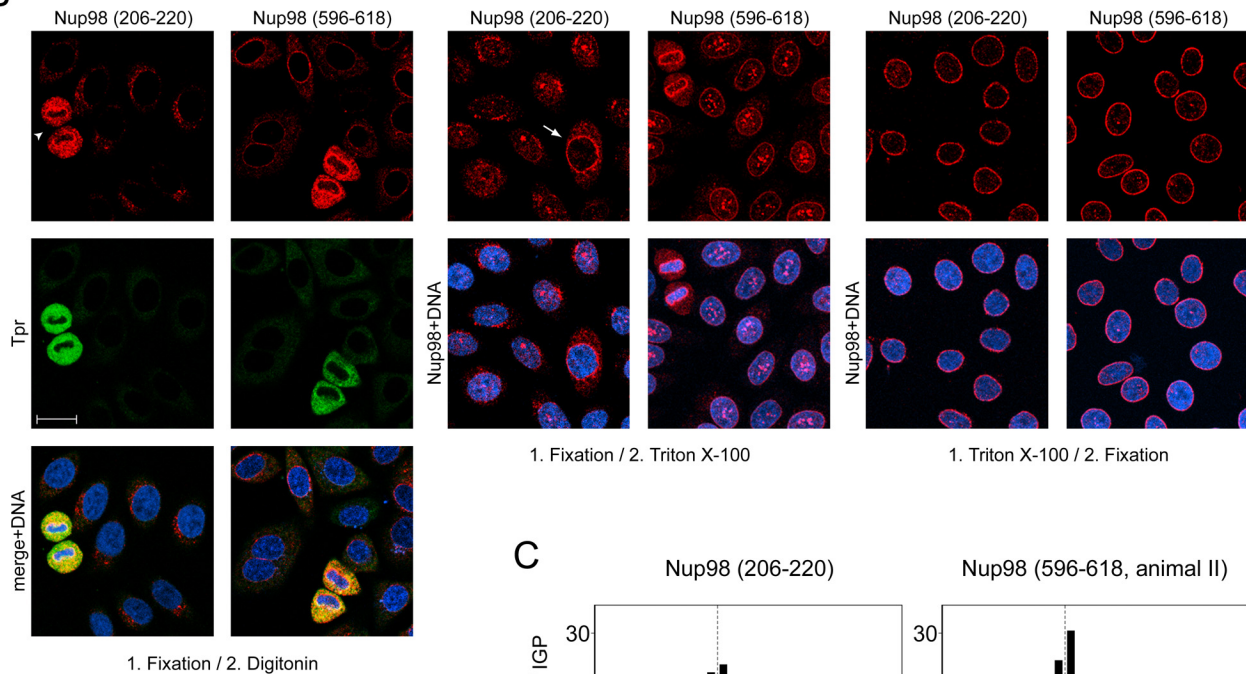 Nup98 (206-220) Nup98 (596-618) Nup98 (206-220) Nup98 (596-618) Nup98 (206-220) Nup98 (596-618)
Tpr
Nup98+DNA
Nup98+DNA
1. Fixation / 2. Triton X-100
1. Triton X-100 / 2. Fixation
merge+DNA
1. Fixation / 2. Digitonin
C
Nup98 (206-220)
Nup98 (596-618, animal II)
30
30
IGP